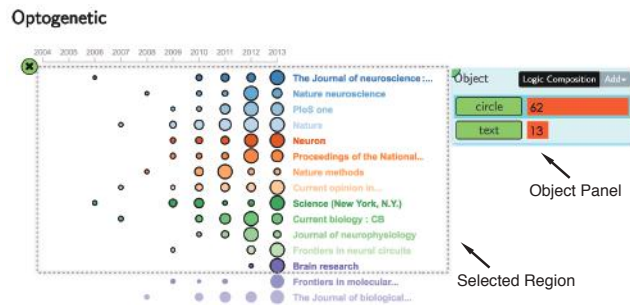 Optogenetic
2004 2005 2006 2007 2008 2009 2010 2011 2012 2013
The Journal of neuroscience :...
Nature neuroscience
PloS one
Nature
Neuron
Proceedings of the National...
Nature methods
Current opinion in...
Science (New York, N.Y.)
Current biology : CB
Journal of neurophysiology
Frontiers in neural circuits
Brain research
Frontiers in molecular...
The Journal of biological...
Object Logic Composition Add
circle 62
text 13
Object Panel
Selected Region